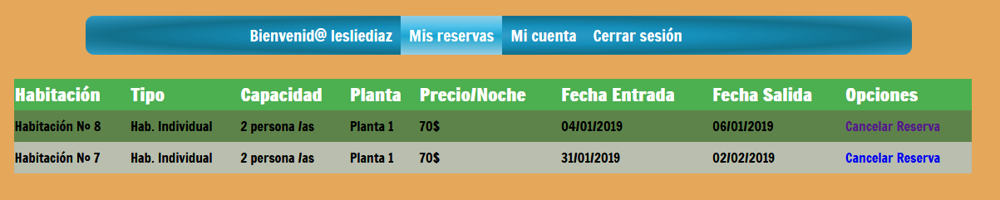 Bienvenid@ lesliediaz Mis reservas Mi cuenta Cerrar sesión
Habitación Tipo Capacidad Planta Precio/Noche Fecha Entrada Fecha Salida Opciones
Habitación Nº 8 Hab. Individual 2 persona /as Planta 1 70$ 04/01/2019 06/01/2019 Cancelar Reserva
Habitación Nº 7 Hab. Individual 2 persona /as Planta 1 70$ 31/01/2019 02/02/2019 Cancelar Reserva